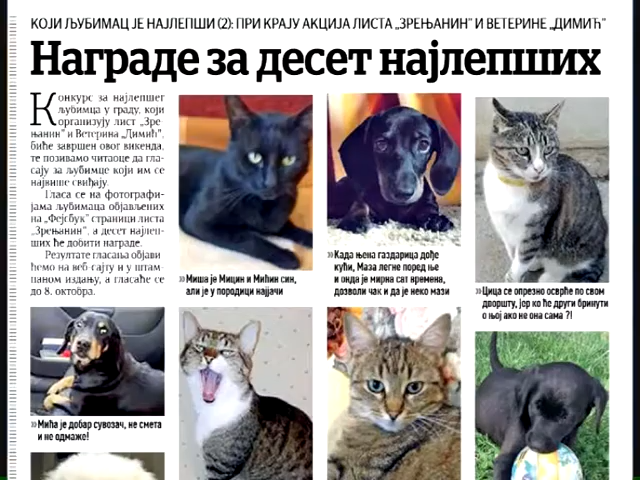 КОЈИ ЉУБИМАЦ ЈЕ НАЈЛЕПШИ (2): ПРИ КРАЈУ АКЦИЈА ЛИСТА „ЗРЕЊАНИН” И ВЕТЕРИНЕ „ДИМИЋ”
Награде за десет најлепших
Конкурс за најлепшег
љубимца у граду, који
организују лист „Зре-
њанин” и Ветерина „Димић”,
биће завршен овог викенда,
те позивамо читаоце да гла-
сају за љубимце који им се
највише свиђају.
Гласа се на фотографи-
јама љубимаца објављених
на „Фејсбук” страници листа
„Зрењанин”, а десет најлеп-
ших ће добити награде.
Резултате гласања објави-
ћемо на веб-сајту и у штам-
паном издању, а гласаће се
до 8. октобра.
»Миша је Мицин и Мићин син,
али је у породици најјачи
»Када њена газдарица дође
кући, Маза легне поред ње
и онда је мирна сат времена,
дозволи чак и да је неко мази
»Цица се опрезно осврће по свом
дворшту, јер ко ће други бринути
о њој ако не она сама ?!
»Мића је добар сувозач, не смета
и не одмаже!